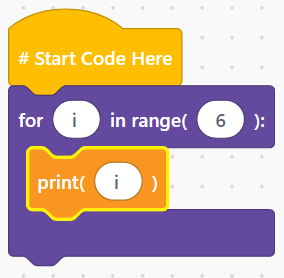 # Start Code Here
for i in range( 6 ):
print( i )